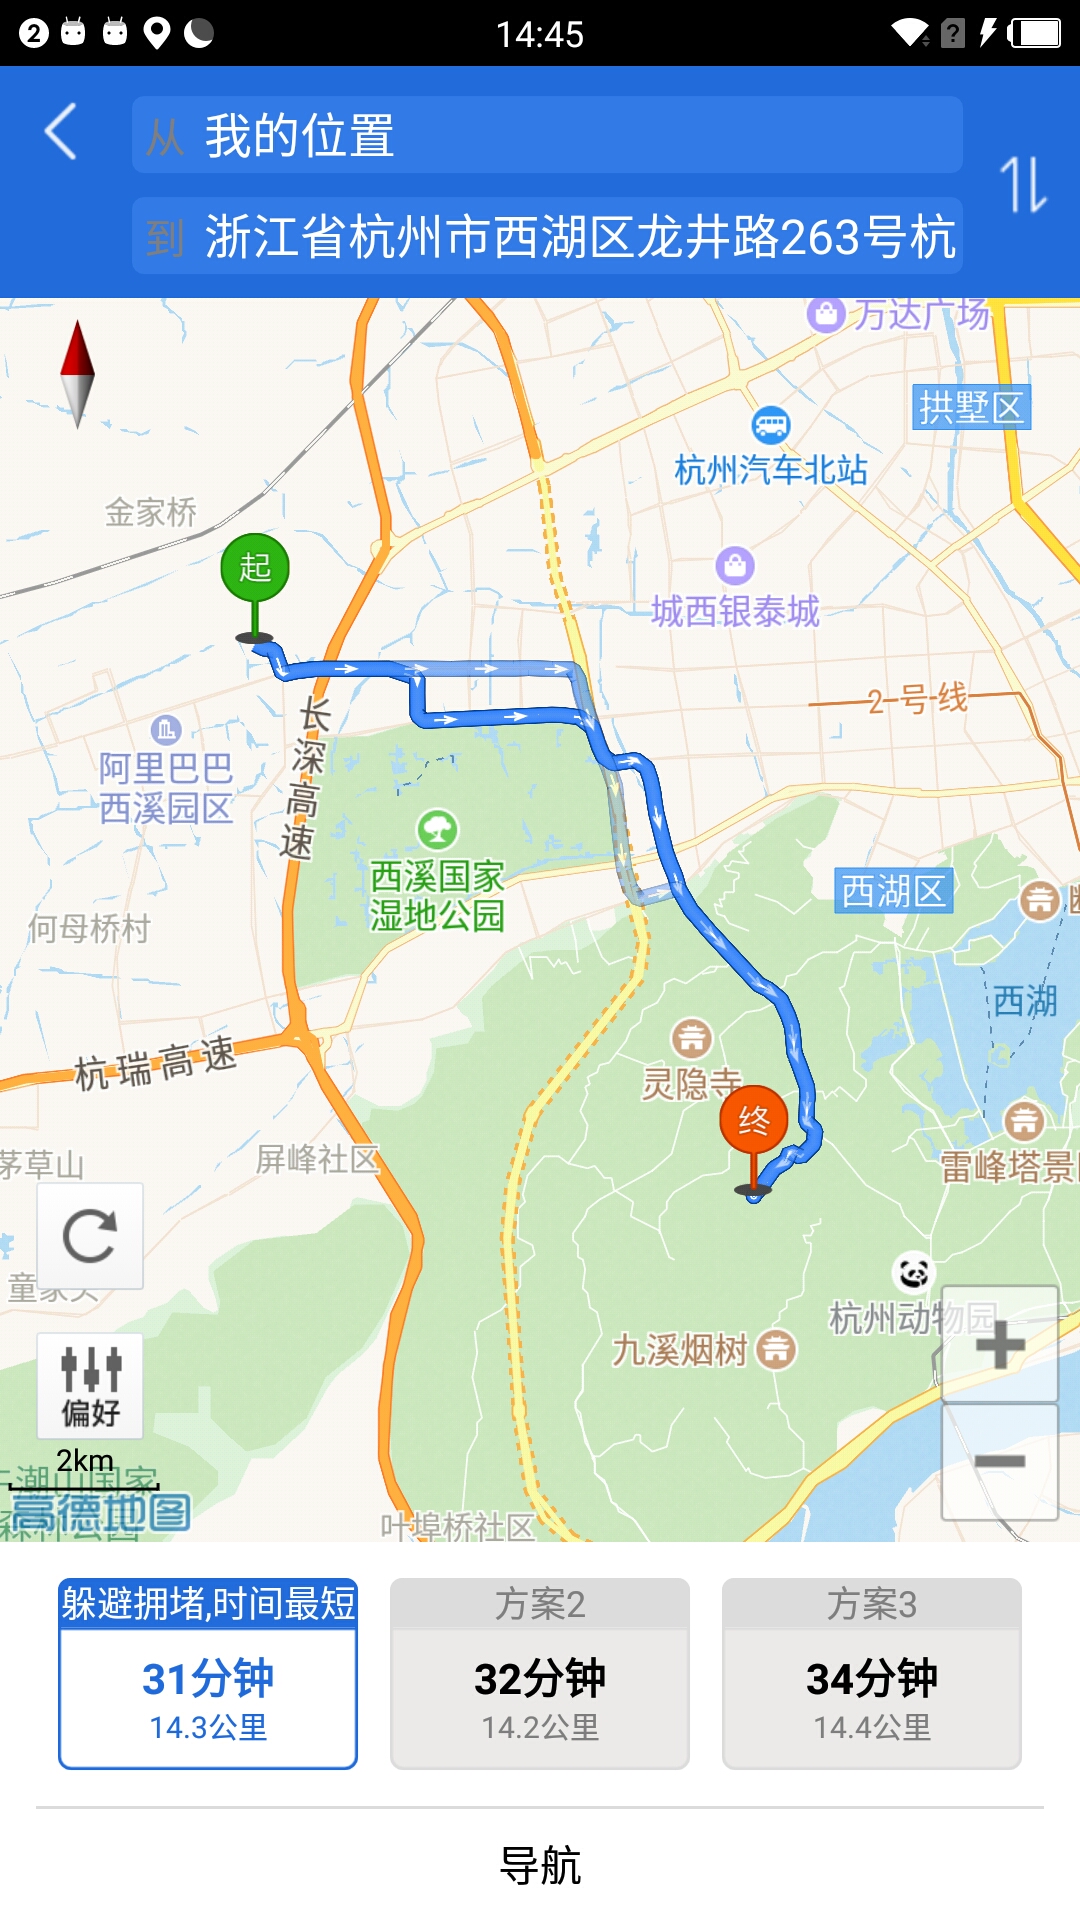 2
14:45
?
从 我的位置
到 浙江省杭州市西湖区龙井路263号杭
万达广场
拱墅区
杭州汽车北站
金家桥
起
城西银泰城
2号线
长深高速
阿里巴巴
西溪园区
西溪国家
湿地公园
西湖区
何母桥村
西湖
杭瑞高速
灵隐寺
终
茅草山
屏峰社区
雷峰塔景
杭州动物园
九溪烟树
偏好
2km
高德地图
叶埠桥社区
躲避拥堵,时间最短
31分钟
14.3公里
方案2
32分钟
14.2公里
方案3
34分钟
14.4公里
导航